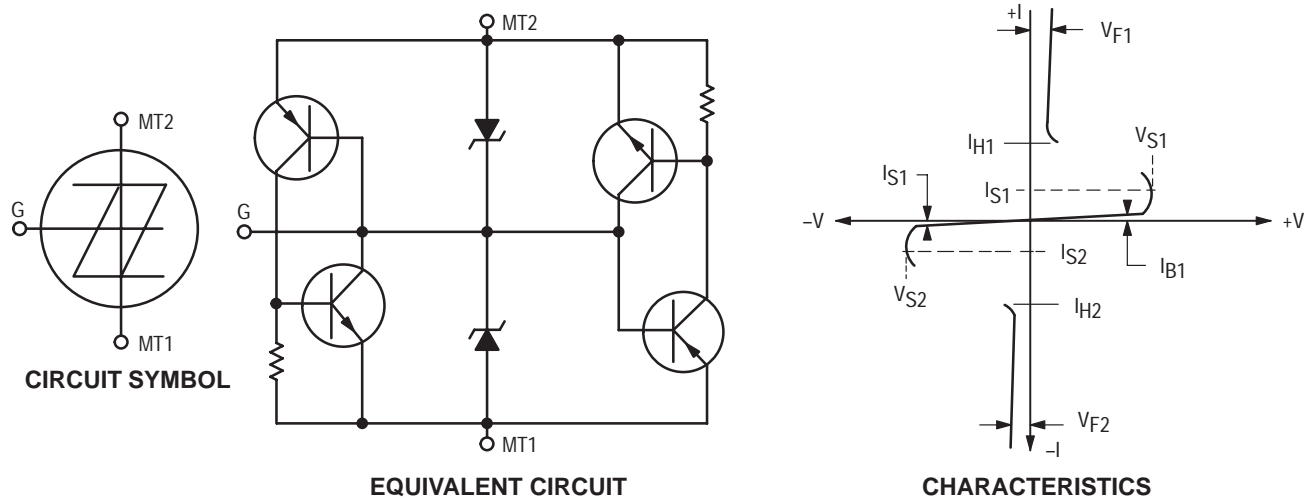 MT2
G
MT1
CIRCUIT SYMBOL
MT2
G
MT1
EQUIVALENT CIRCUIT
+I
VF1
IH1
VS1
IS1
IS1
–V
+V
IS2
IB1
VS2
IH2
VF2
–I
CHARACTERISTICS